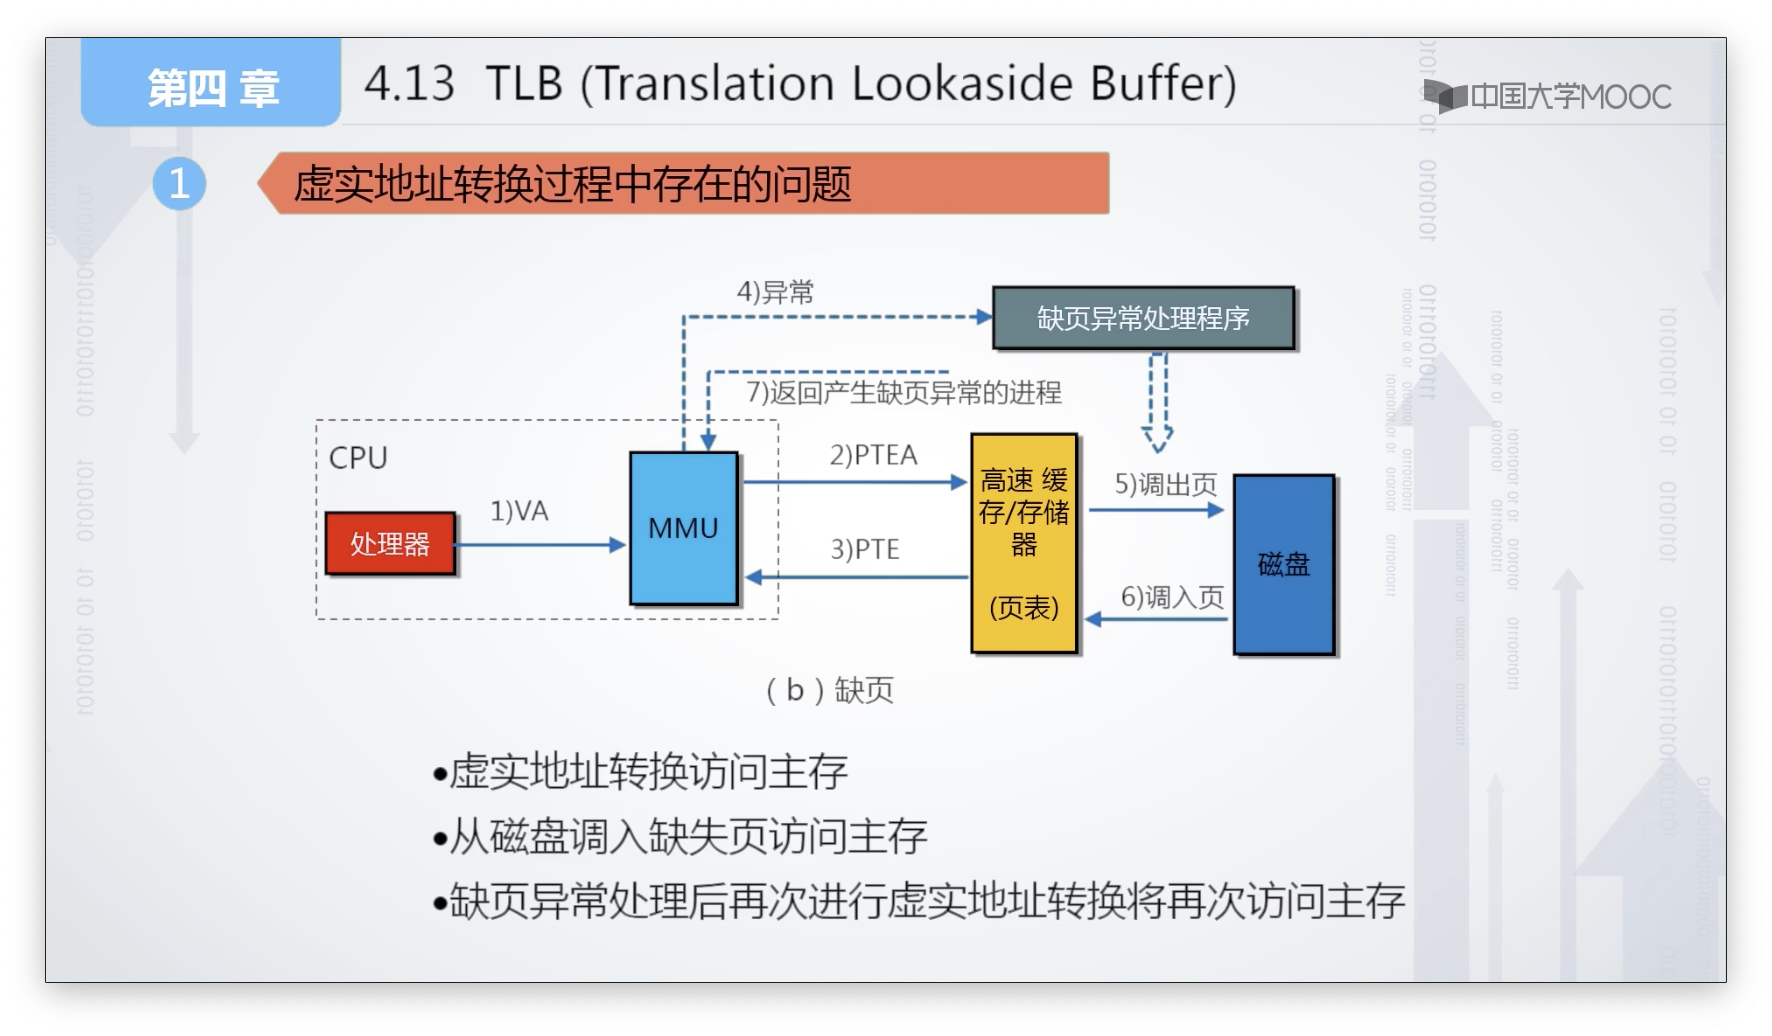 第四 章
4.13 TLB (Translation Lookaside Buffer)
中国大学MOOC
1
虚实地址转换过程中存在的问题
4)异常
缺页异常处理程序
7)返回产生缺页异常的进程
CPU
处理器
1)VA
MMU
2)PTEA
3)PTE
高速 缓
存/存储
器
(页表)
5)调出页
6)调入页
磁盘
( b ) 缺页
•虚实地址转换访问主存
•从磁盘调入缺失页访问主存
•缺页异常处理后再次进行虚实地址转换将再次访问主存